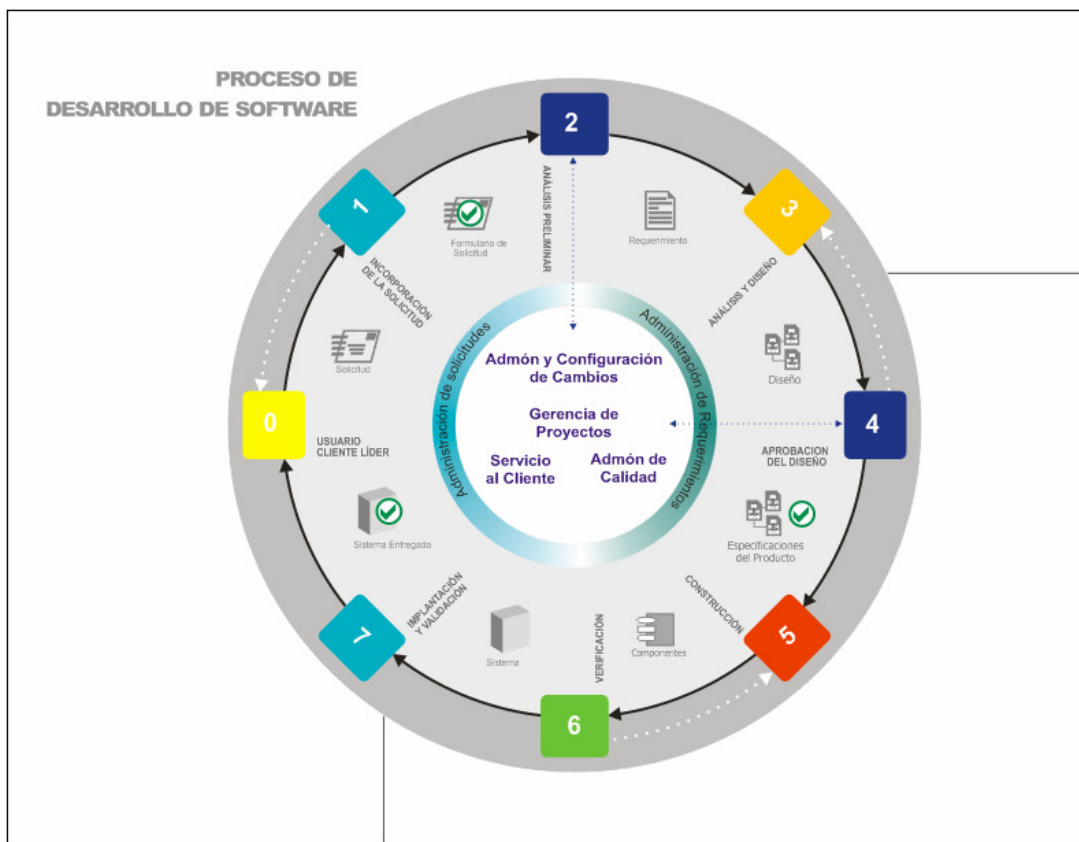 PROCESO DE
DESARROLLO DE SOFTWARE
2
1
3
ANÁLISIS PRELIMINAR
Formulario de
Solicitud
Requerimiento
INCORPORACIÓN
DE LA SOLICITUD
ANÁLISIS Y DISEÑO
Solicitud
Diseño
Administración de solicitudes
Administración de Requerimientos
Admón y Configuración
de Cambios
Gerencia de
Proyectos
Servicio
al Cliente
Admón de
Calidad
0
USUARIO
CLIENTE LÍDER
4
APROBACION
DEL DISEÑO
Sistema Entregado
Especificaciones
del Producto
IMPLANTACIÓN
Y VALIDACIÓN
CONSTRUCCIÓN
7
Sistema
VERIFICACIÓN
Componentes
5
6